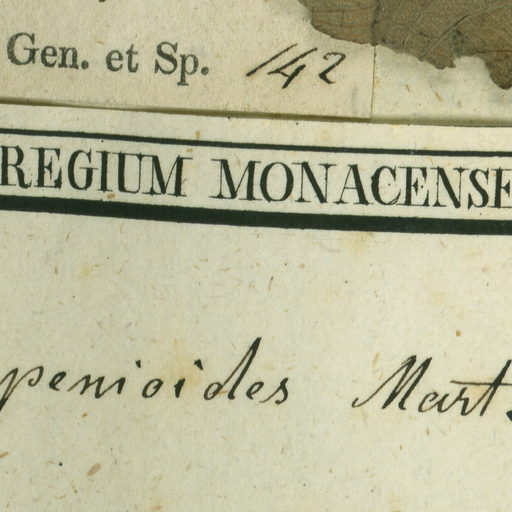 Gen. et Sp. 142
REGIUM MONACENSE
penioides Mart.